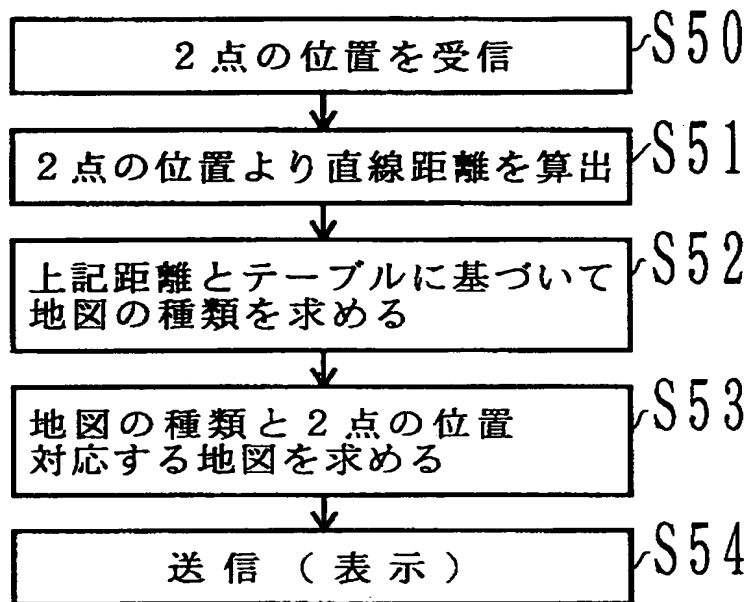 2点の位置を受信
S50
2点の位置より直線距離を算出
S51
上記距離とテーブルに基づいて
地図の種類を求める
S52
地図の種類と2点の位置
対応する地図を求める
S53
送信(表示)
S54